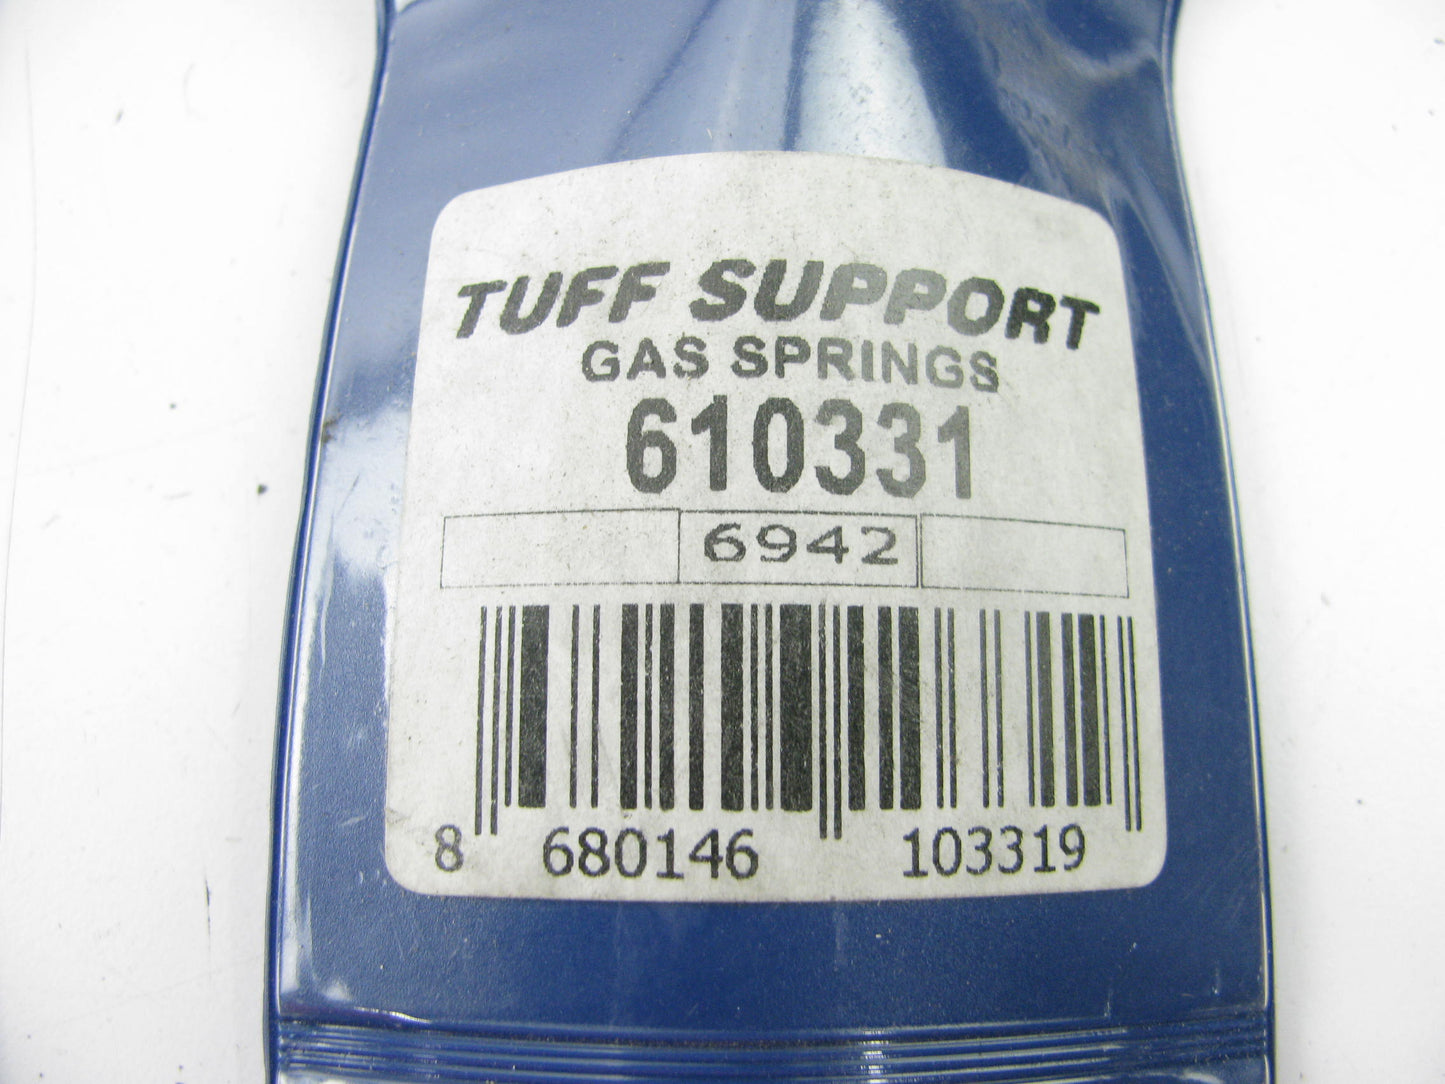 TUFF SUPPORT
GAS SPRINGS
610331
6942
8 680146 103319